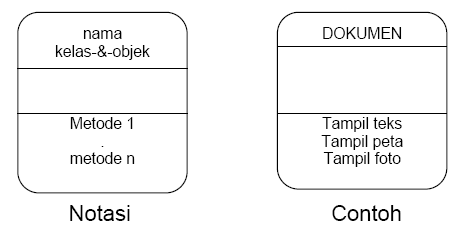 nama
kelas-&-objek
Metode 1
.
metode n
Notasi
DOKUMEN
Tampil teks
Tampil peta
Tampil foto
Contoh